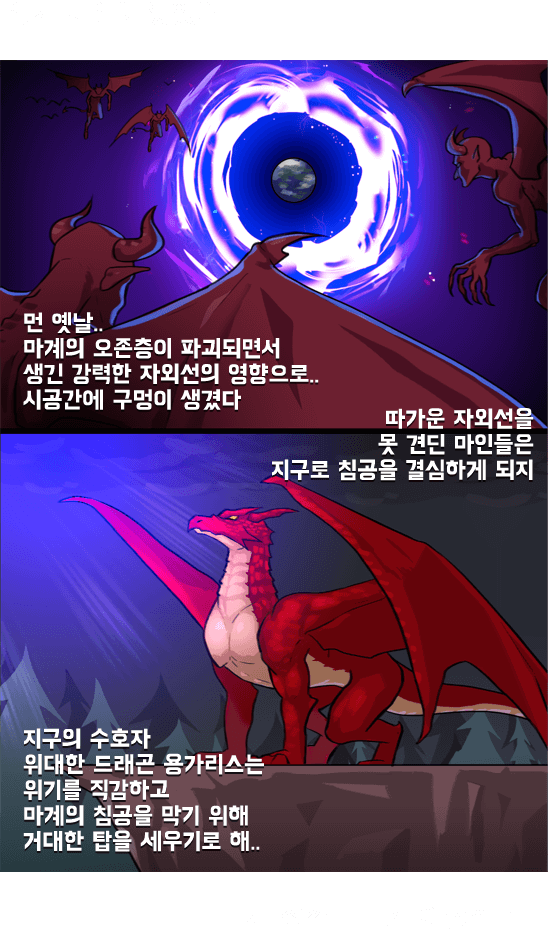 먼 옛날..
마계의 오존층이 파괴되면서
생긴 강력한 자외선의 영향으로..
시공간에 구멍이 생겼다
따가운 자외선을
못 견딘 마인들은
지구로 침공을 결심하게 되지
지구의 수호자
위대한 드래곤 용가리스는
위기를 직감하고
마계의 침공을 막기 위해
거대한 탑을 세우기로 해..